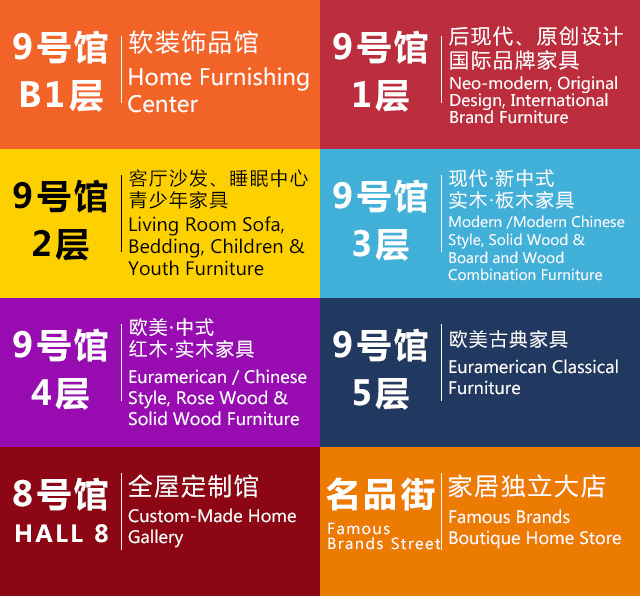 9号馆
B1层
软装饰品馆
Home Furnishing
Center
9号馆
1层
后现代、原创设计
国际品牌家具
Neo-modern, Original
Design, International
Brand Furniture
9号馆
2层
客厅沙发、睡眠中心
青少年家具
Living Room Sofa,
Bedding, Children &
Youth Furniture
9号馆
3层
现代·新中式
实木·板木家具
Modern /Modern Chinese
Style, Solid Wood &
Board and Wood
Combination Furniture
9号馆
4层
欧美·中式
红木·实木家具
Euramerican / Chinese
Style, Rose Wood &
Solid Wood Furniture
9号馆
5层
欧美古典家具
Euramerican Classical
Furniture
8号馆
HALL 8
全屋定制馆
Custom-Made Home
Gallery
名品街
Famous
Brands Street
家居独立大店
Famous Brands
Boutique Home Store